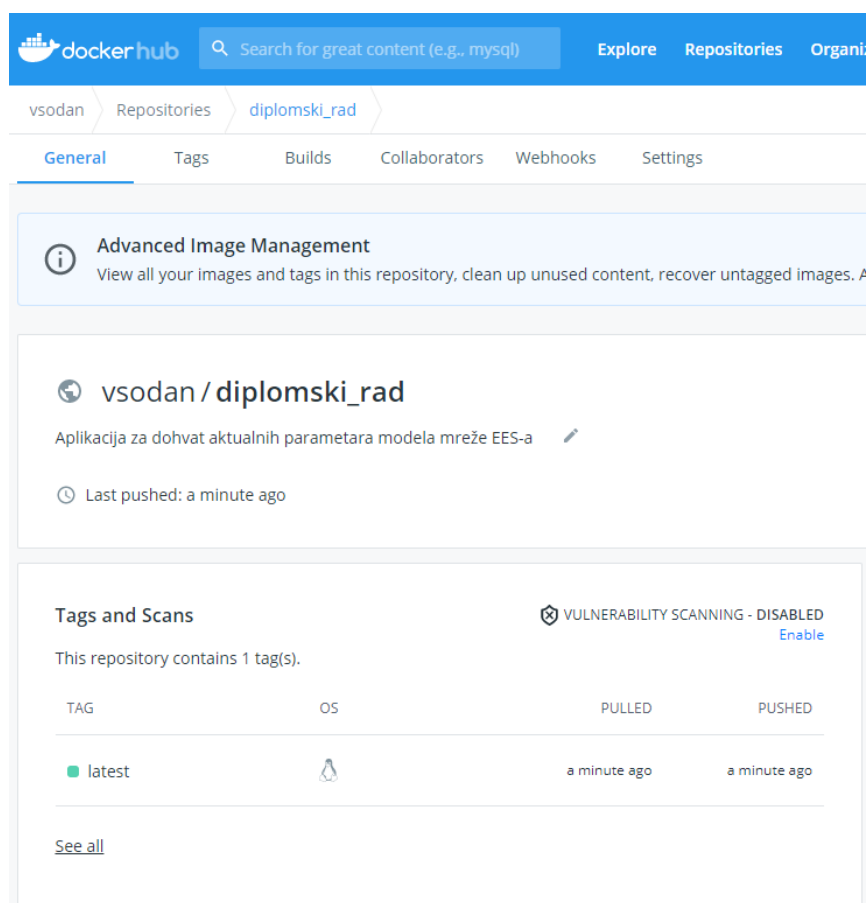 dockerhub Search for great content (e.g., mysql) Explore Repositories Organiz
vsodan Repositories diplomski_rad
General Tags Builds Collaborators Webhooks Settings
Advanced Image Management
View all your images and tags in this repository, clean up unused content, recover untagged images. A
vsodan / diplomski_rad
Aplikacija za dohvat aktualnih parametara modela mreže EES-a
Last pushed: a minute ago
Tags and Scans
VULNERABILITY SCANNING - DISABLED
Enable
This repository contains 1 tag(s).
TAG OS PULLED PUSHED
latest a minute ago a minute ago
See all